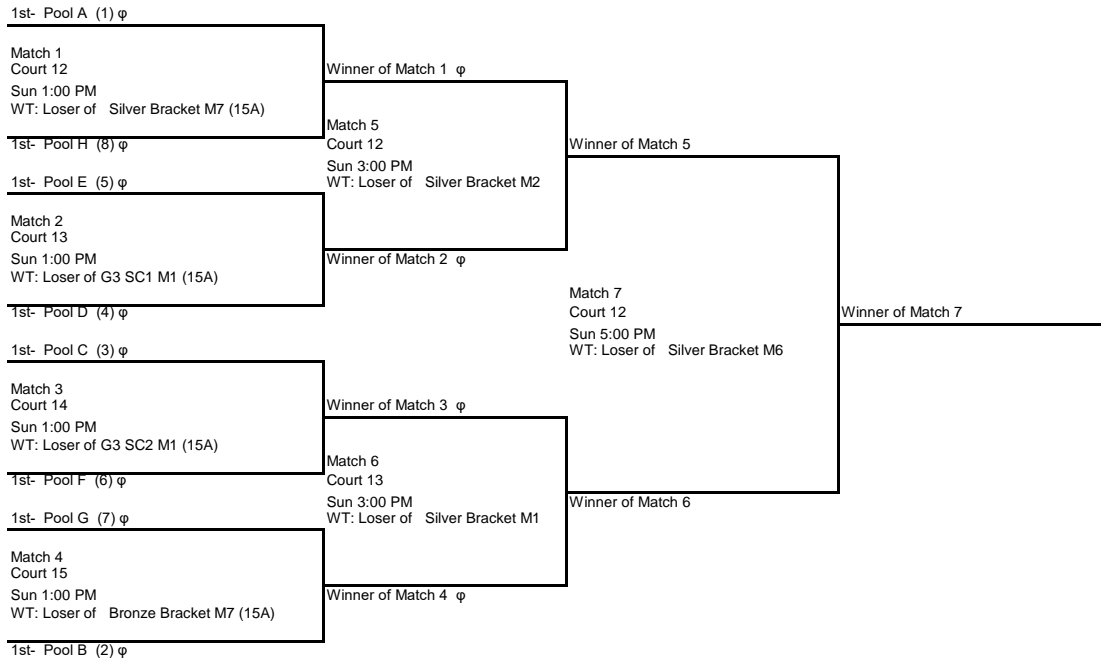 1st- Pool A (1) φ
Match 1
Court 12
Sun 1:00 PM
WT: Loser of Silver Bracket M7 (15A)
1st- Pool H (8) φ
1st- Pool E (5) φ
Match 2
Court 13
Sun 1:00 PM
WT: Loser of G3 SC1 M1 (15A)
1st- Pool D (4) φ
1st- Pool C (3) φ
Match 3
Court 14
Sun 1:00 PM
WT: Loser of G3 SC2 M1 (15A)
1st- Pool F (6) φ
1st- Pool G (7) φ
Match 4
Court 15
Sun 1:00 PM
WT: Loser of Bronze Bracket M7 (15A)
1st- Pool B (2) φ
Winner of Match 1 φ
Match 5
Court 12
Sun 3:00 PM
WT: Loser of Silver Bracket M2
Winner of Match 2 φ
Winner of Match 3 φ
Match 6
Court 13
Sun 3:00 PM
WT: Loser of Silver Bracket M1
Winner of Match 4 φ
Winner of Match 5
Match 7
Court 12
Sun 5:00 PM
WT: Loser of Silver Bracket M6
Winner of Match 6
Winner of Match 7